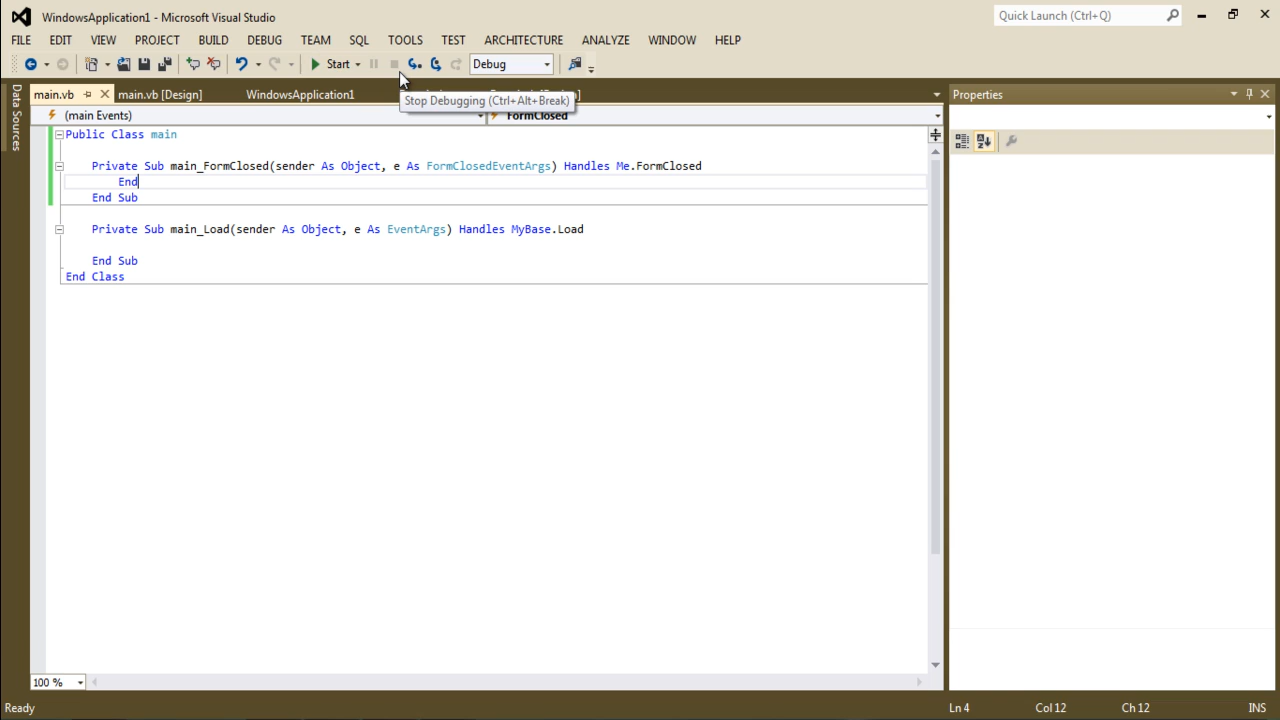 WindowsApplication1 - Microsoft Visual Studio
Quick Launch (Ctrl+Q)
FILE EDIT VIEW PROJECT BUILD DEBUG TEAM SQL TOOLS TEST ARCHITECTURE ANALYZE WINDOW HELP
Start Debug
main.vb main.vb [Design] WindowsApplication1
Stop Debugging (Ctrl+Alt+Break)
Properties
Data Sources
(main Events) FormClosed
Public Class main
Private Sub main_FormClosed(sender As Object, e As FormClosedEventArgs) Handles Me.FormClosed
End
End Sub
Private Sub main_Load(sender As Object, e As EventArgs) Handles MyBase.Load
End Sub
End Class
100 %
Ready Ln 4 Col 12 Ch 12 INS